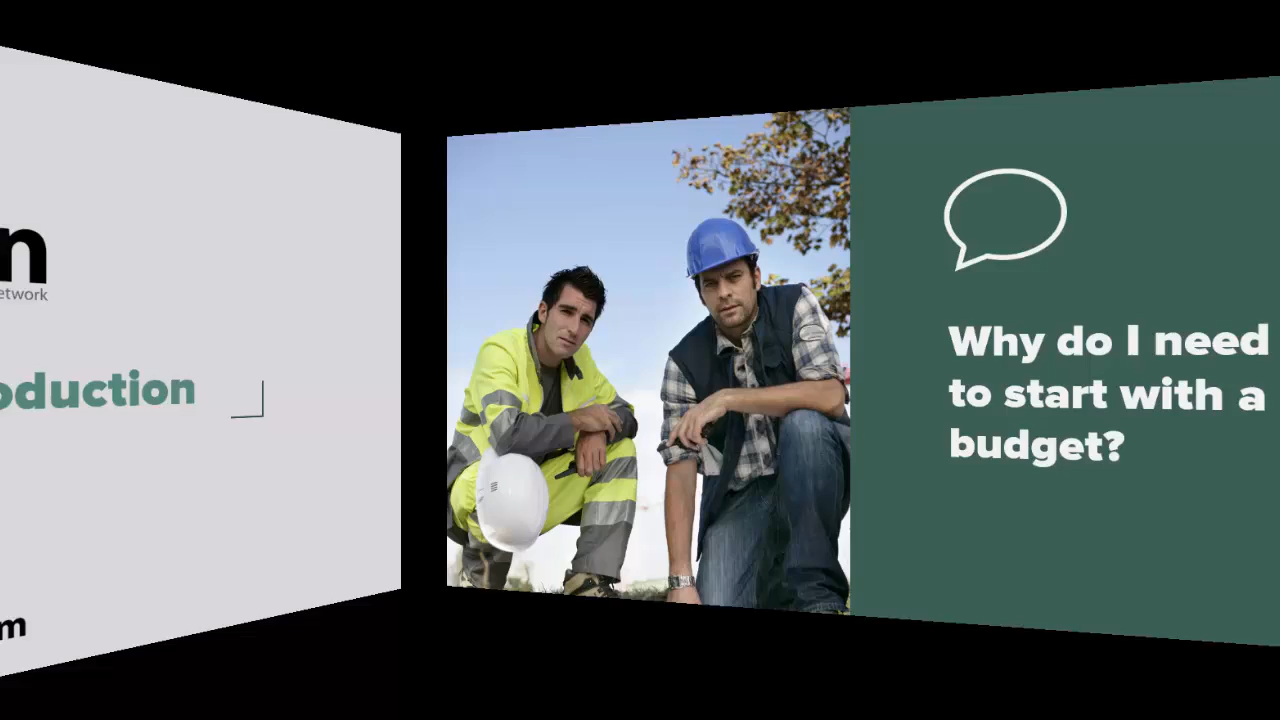 n
etwork
oduction
m
Why do I need
to start with a
budget?